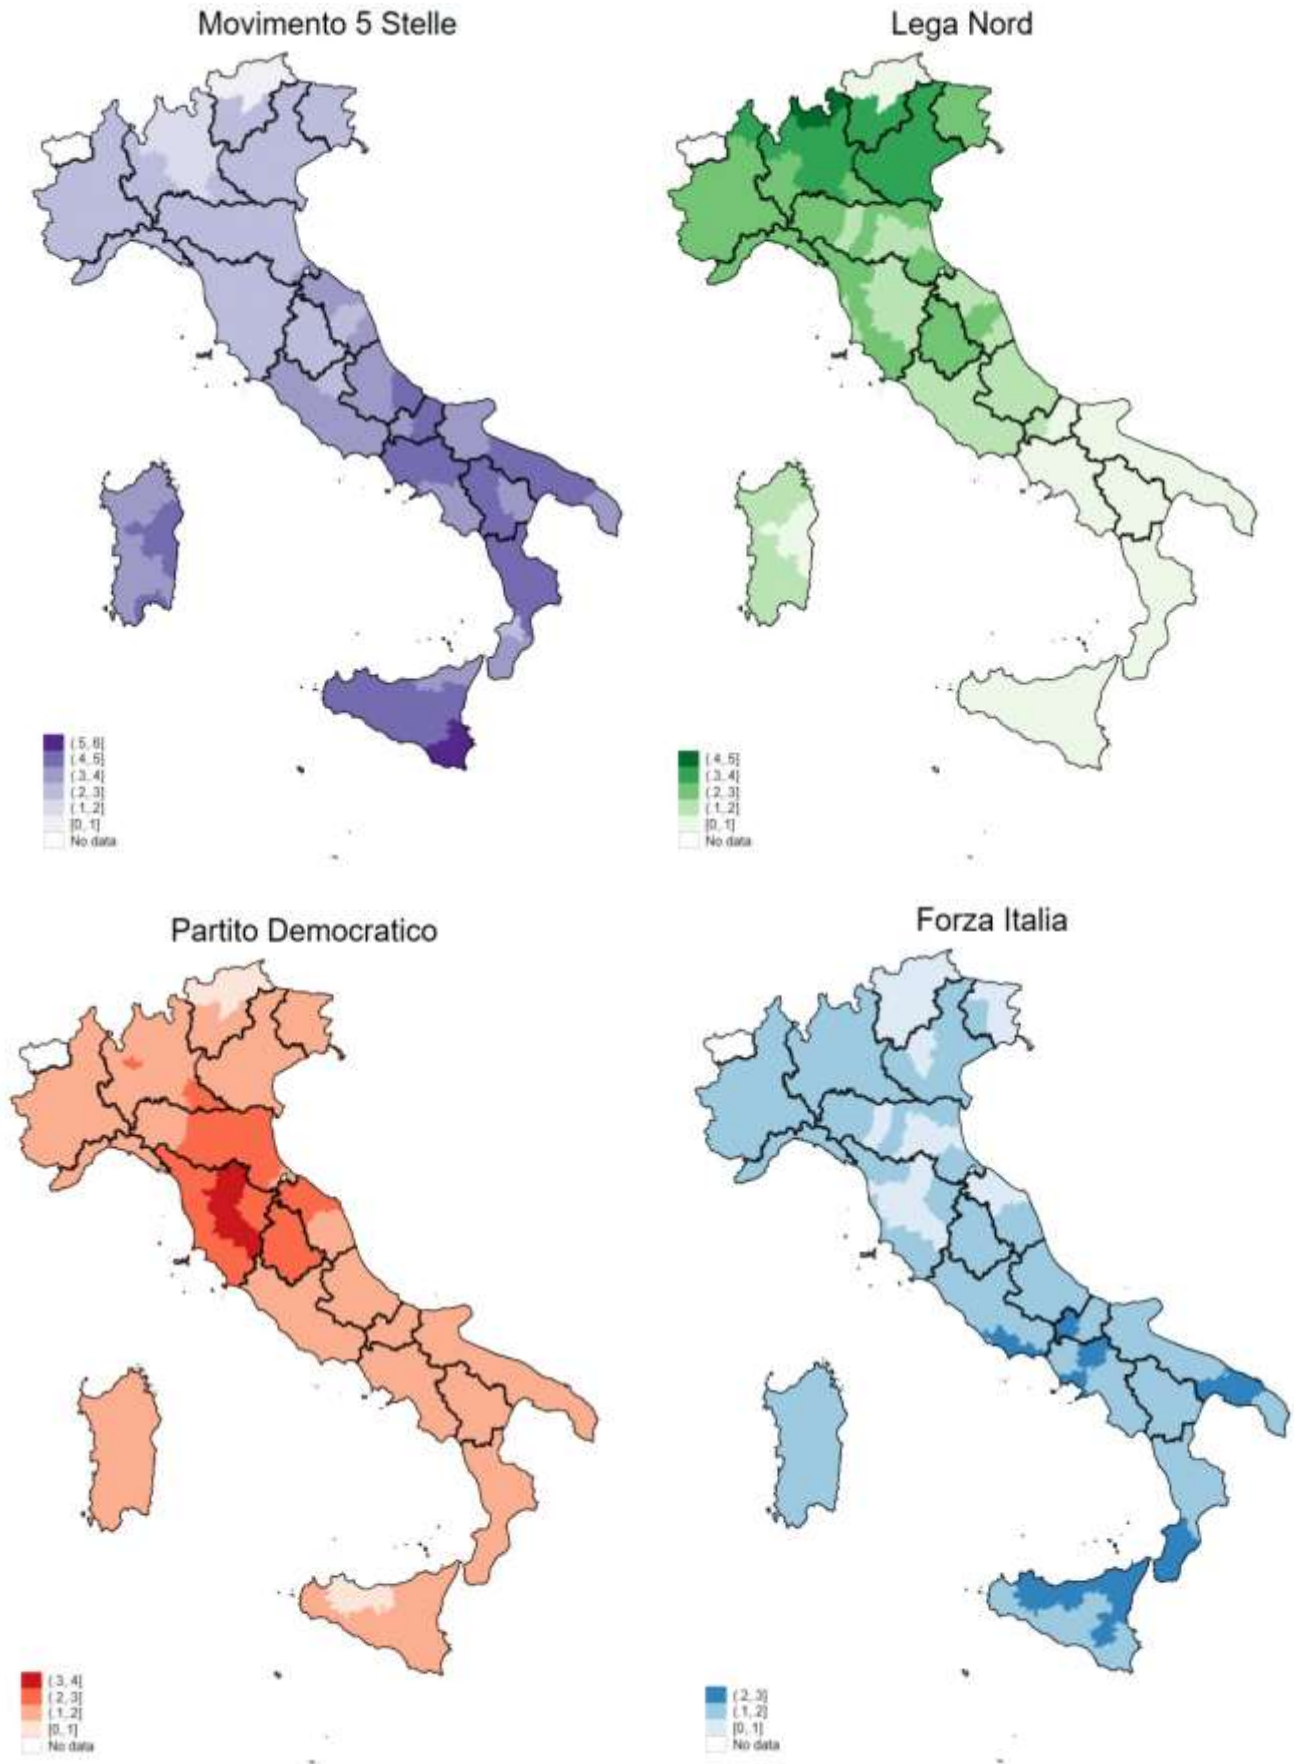 Movimento 5 Stelle
Lega Nord
(.5,.6]
(.4,.5]
(.3,.4]
(.2,.3]
(.1,.2]
[0,.1]
No data
(.4,.5]
(.3,.4]
(.2,.3]
(.1,.2]
[0,.1]
No data
Partito Democratico
Forza Italia
(.3,.4]
(.2,.3]
(.1,.2]
[0,.1]
No data
(.2,.3]
(.1,.2]
[0,.1]
No data